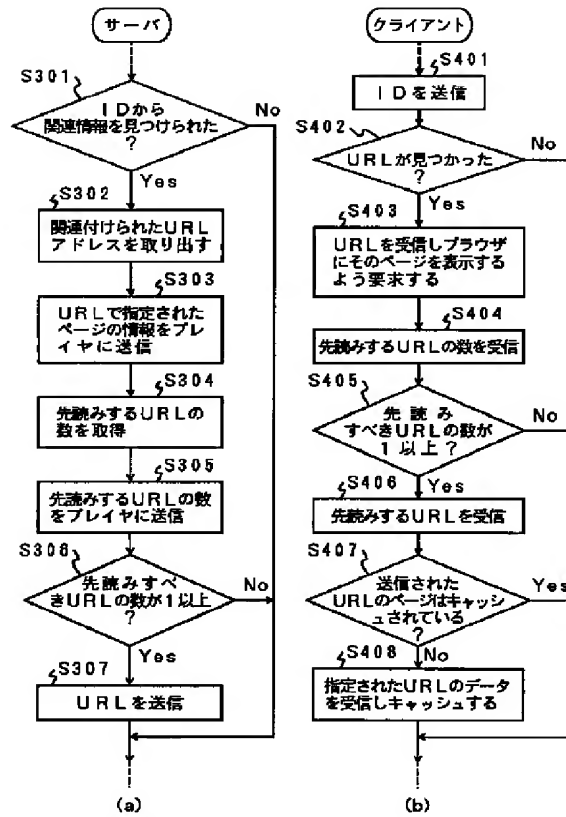 サーバ
S301
IDから
関連情報を見つけられた
?
No
Yes
S302
関連付けられたURL
アドレスを取り出す
S303
URLで指定された
ページの情報をプレイ
ヤに送信
S304
先読みするURLの
数を取得
S305
先読みするURLの数
をプレイヤに送信
S306
先読みすべ
きURLの数が1以上
?
No
Yes
S307
URLを送信
(a)
クライアント
S401
IDを送信
S402
URLが見つかった
?
No
Yes
S403
URLを受信しブラウザ
にそのページを表示する
よう要求する
S404
先読みするURLの数を受信
S405
先読み
すべきURLの数が
1以上?
No
Yes
S406
先読みするURLを受信
S407
送信された
URLのページはキャッシ
ュされている
?
Yes
No
S408
指定されたURLのデータ
を受信しキャッシュする
(b)